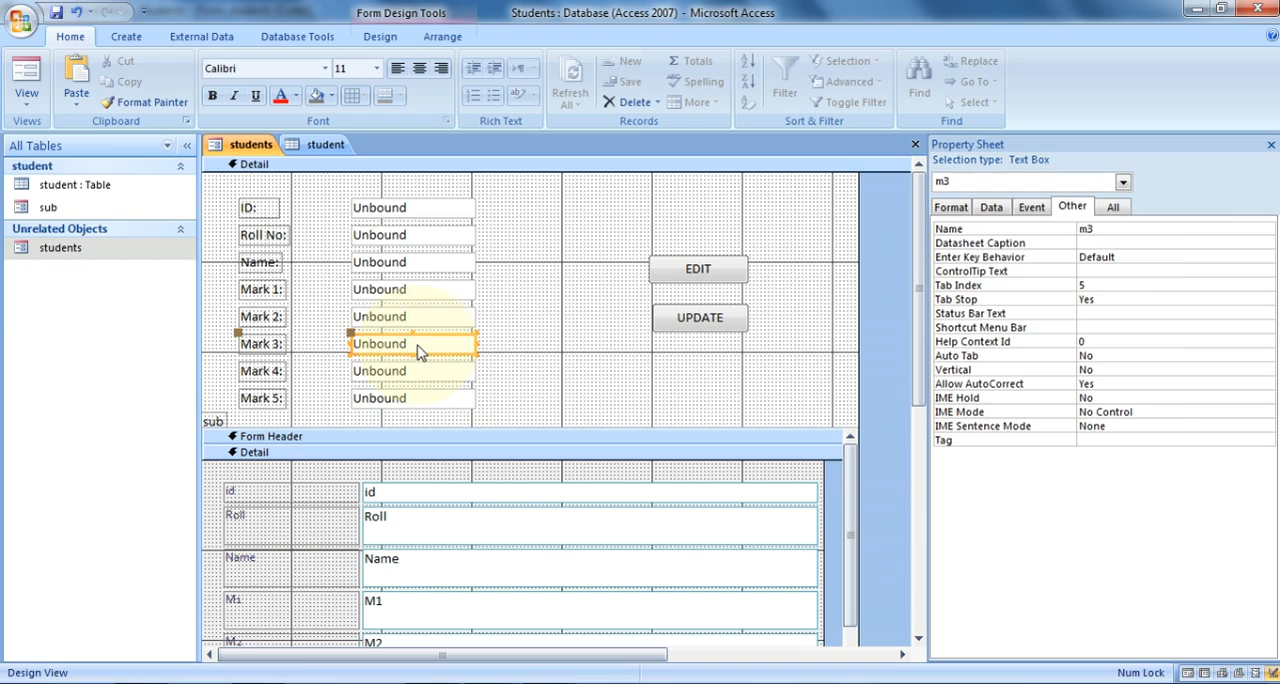 Form Design Tools
Students : Database (Access 2007) - Microsoft Access
Home
Create
External Data
Database Tools
Design
Arrange
View
Views
Paste
Cut
Copy
Format Painter
Clipboard
Calibri
11
B I U A
Font
Rich Text
Refresh
All
New
Save
Delete
Totals
Spelling
More
Records
Filter
Selection
Advanced
Toggle Filter
Sort & Filter
Find
Replace
Go To
Select
Find
All Tables
student
student : Table
sub
Unrelated Objects
students
students
student
Detail
ID: Unbound
Roll No: Unbound
Name: Unbound
Mark 1: Unbound
Mark 2: Unbound
Mark 3: Unbound
Mark 4: Unbound
Mark 5: Unbound
EDIT
UPDATE
sub
Form Header
Detail
id id
Roll Roll
Name Name
M1 M1
M2 M2
Property Sheet
Selection type: Text Box
m3
Format Data Event Other All
Name m3
Datasheet Caption
Enter Key Behavior Default
ControlTip Text
Tab Index 5
Tab Stop Yes
Status Bar Text
Shortcut Menu Bar
Help Context Id 0
Auto Tab No
Vertical No
Allow AutoCorrect Yes
IME Hold No
IME Mode No Control
IME Sentence Mode None
Tag
Design View
Num Lock